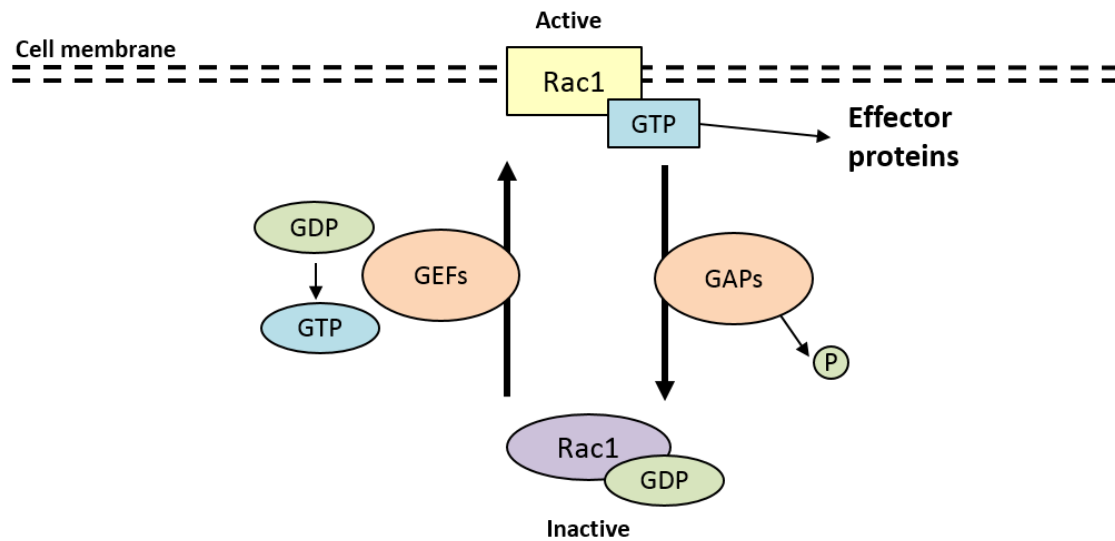 Active
Cell membrane
Rac1
GTP
Effector
proteins
GDP
GEFs
GAPs
GTP
P
Rac1
GDP
Inactive